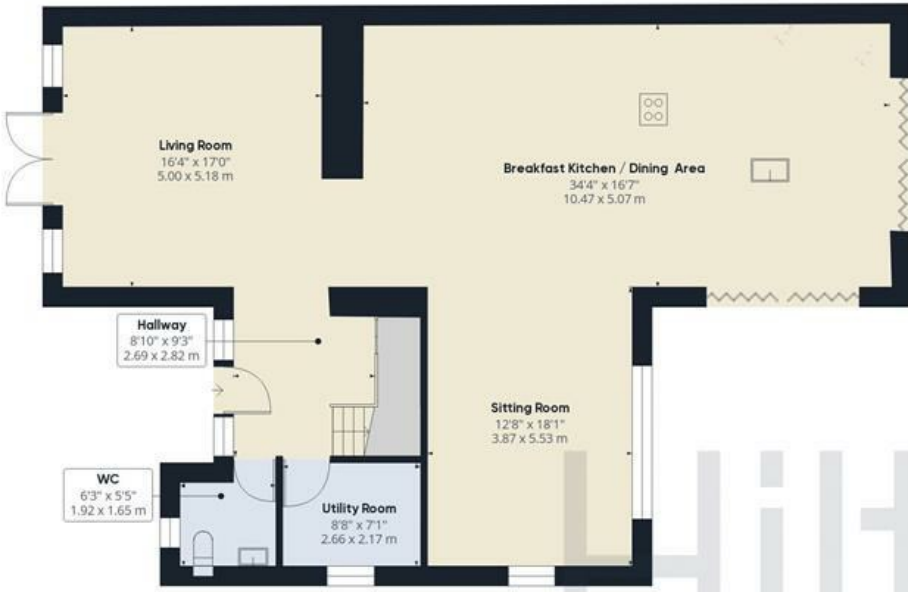 Living Room
16'4" x 17'0"
5.00 x 5.18 m
Breakfast Kitchen / Dining Area
34'4" x 16'7"
10.47 x 5.07 m
Hallway
8'10" x 9'3"
2.69 x 2.82 m
Sitting Room
12'8" x 18'1"
3.87 x 5.53 m
WC
6'3" x 5'5"
1.92 x 1.65 m
Utility Room
8'8" x 7'1"
2.66 x 2.17 m